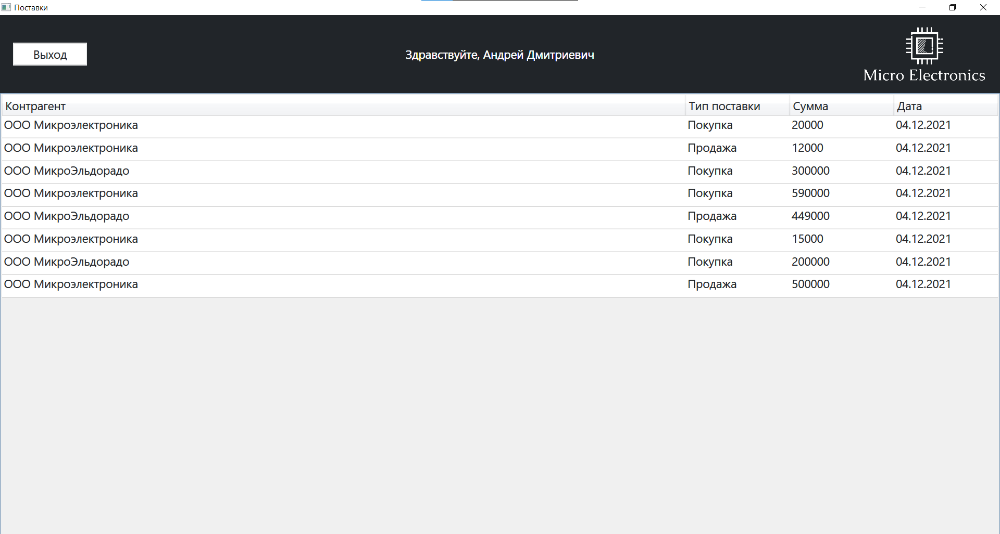 Поставки
Выход
Здравствуйте, Андрей Дмитриевич
Micro Electronics
Контрагент Тип поставки Сумма Дата
ООО Микроэлектроника Покупка 20000 04.12.2021
ООО Микроэлектроника Продажа 12000 04.12.2021
ООО МикроЭльдорадо Покупка 300000 04.12.2021
ООО Микроэлектроника Покупка 590000 04.12.2021
ООО МикроЭльдорадо Продажа 449000 04.12.2021
ООО Микроэлектроника Покупка 15000 04.12.2021
ООО МикроЭльдорадо Покупка 200000 04.12.2021
ООО Микроэлектроника Продажа 500000 04.12.2021